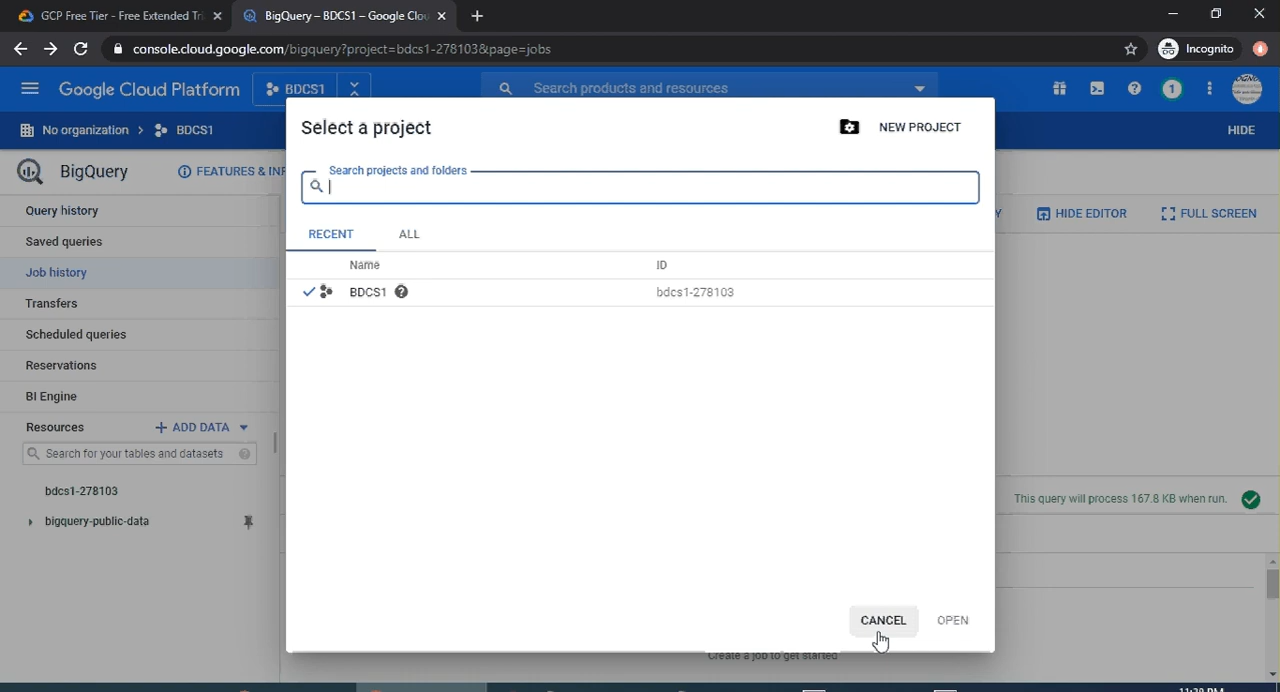 GCP Free Tier - Free Extended Tri
BigQuery – BDCS1 – Google Clou
console.cloud.google.com/bigquery?project=bdcs1-278103&page=jobs
Incognito
Google Cloud Platform
BDCS1
Search products and resources
1
No organization
BDCS1
HIDE
BigQuery
FEATURES & INF
Query history
Saved queries
Job history
Transfers
Scheduled queries
Reservations
BI Engine
Resources
ADD DATA
Search for your tables and datasets
bdcs1-278103
bigquery-public-data
Select a project
NEW PROJECT
Search projects and folders
RECENT
ALL
Name
ID
BDCS1
bdcs1-278103
CANCEL
OPEN
Y
HIDE EDITOR
FULL SCREEN
This query will process 167.8 KB when run.
Create a job to get started